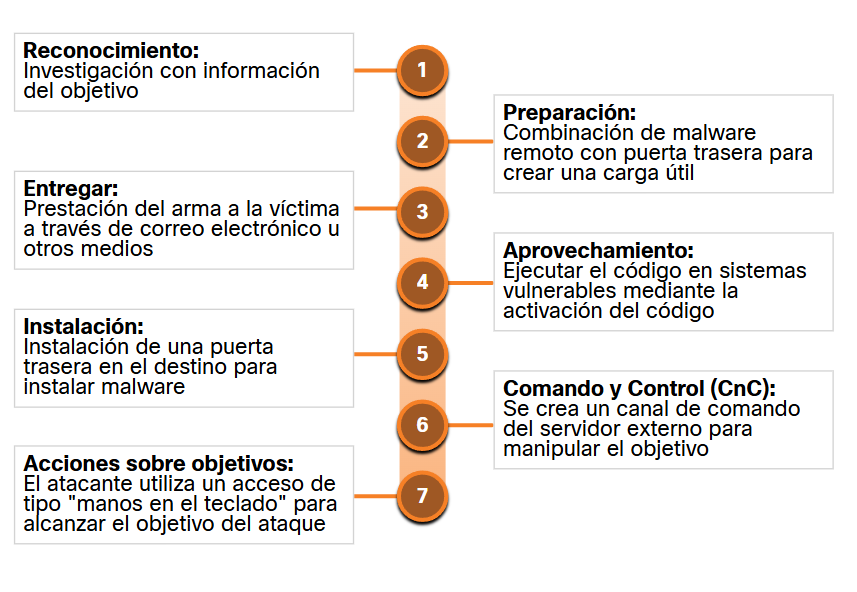 Reconocimiento:
Investigación con información
del objetivo
1
Preparación:
Combinación de malware
remoto con puerta trasera para
crear una carga útil
2
Entregar:
Prestación del arma a la víctima
a través de correo electrónico u
otros medios
3
Aprovechamiento:
Ejecutar el código en sistemas
vulnerables mediante la
activación del código
4
Instalación:
Instalación de una puerta
trasera en el destino para
instalar malware
5
Comando y Control (CnC):
Se crea un canal de comando
del servidor externo para
manipular el objetivo
6
Acciones sobre objetivos:
El atacante utiliza un acceso de
tipo "manos en el teclado" para
alcanzar el objetivo del ataque
7